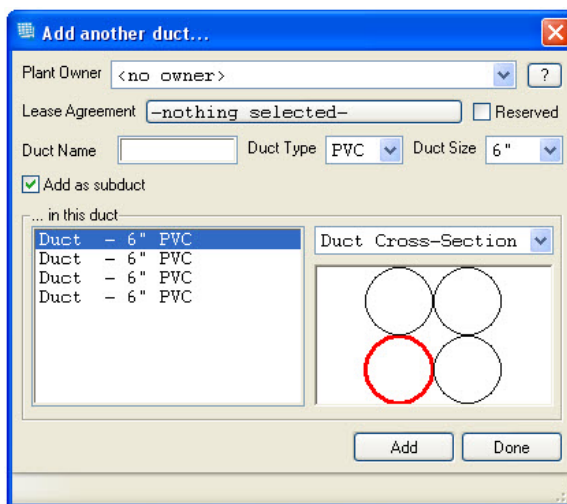 Add another duct...
Plant Owner <no owner> ?
Lease Agreement -nothing selected- Reserved
Duct Name Duct Type PVC Duct Size 6"
Add as subduct
... in this duct
Duct - 6" PVC Duct Cross-Section
Duct - 6" PVC
Duct - 6" PVC
Duct - 6" PVC
Add Done